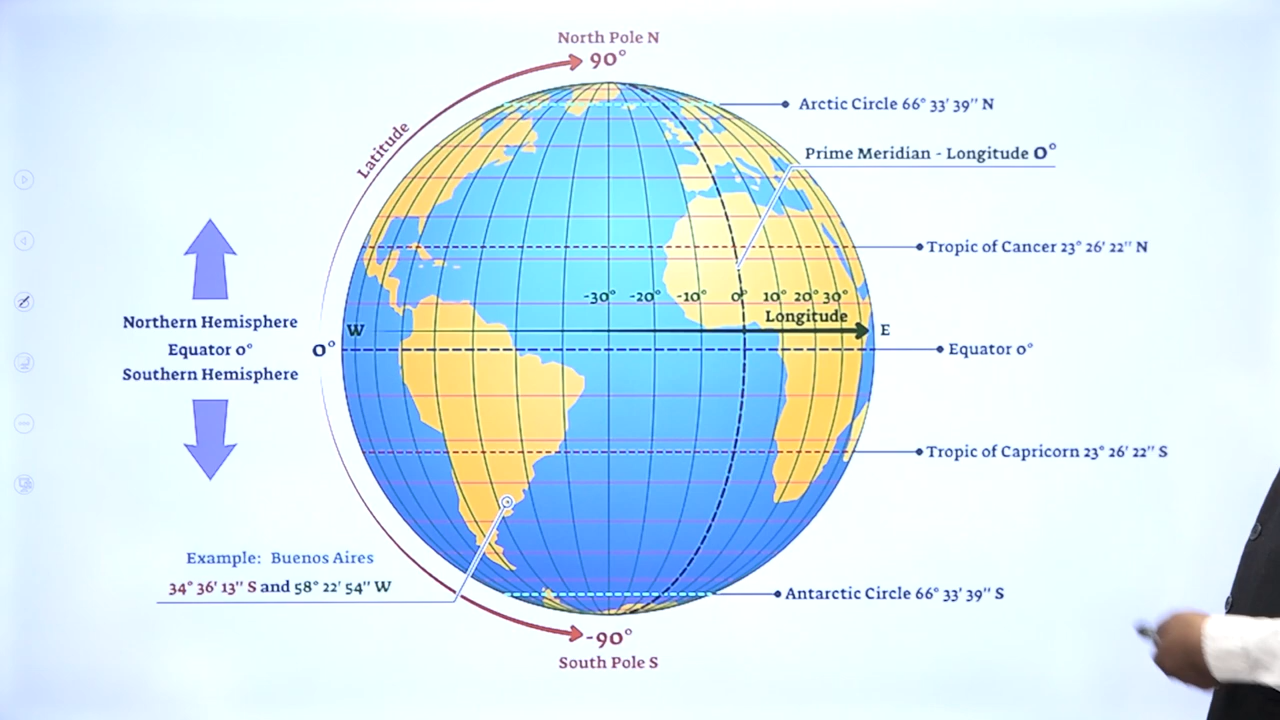 North Pole N
90°
Latitude
Arctic Circle 66° 33' 39'' N
Prime Meridian - Longitude 0°
Tropic of Cancer 23° 26' 22'' N
-30° -20° -10° 0° 10° 20° 30°
Longitude
W
E
Northern Hemisphere
Equator 0°
Southern Hemisphere
0°
Equator 0°
Tropic of Capricorn 23° 26' 22'' S
Example: Buenos Aires
34° 36' 13'' S and 58° 22' 54'' W
Antarctic Circle 66° 33' 39'' S
-90°
South Pole S